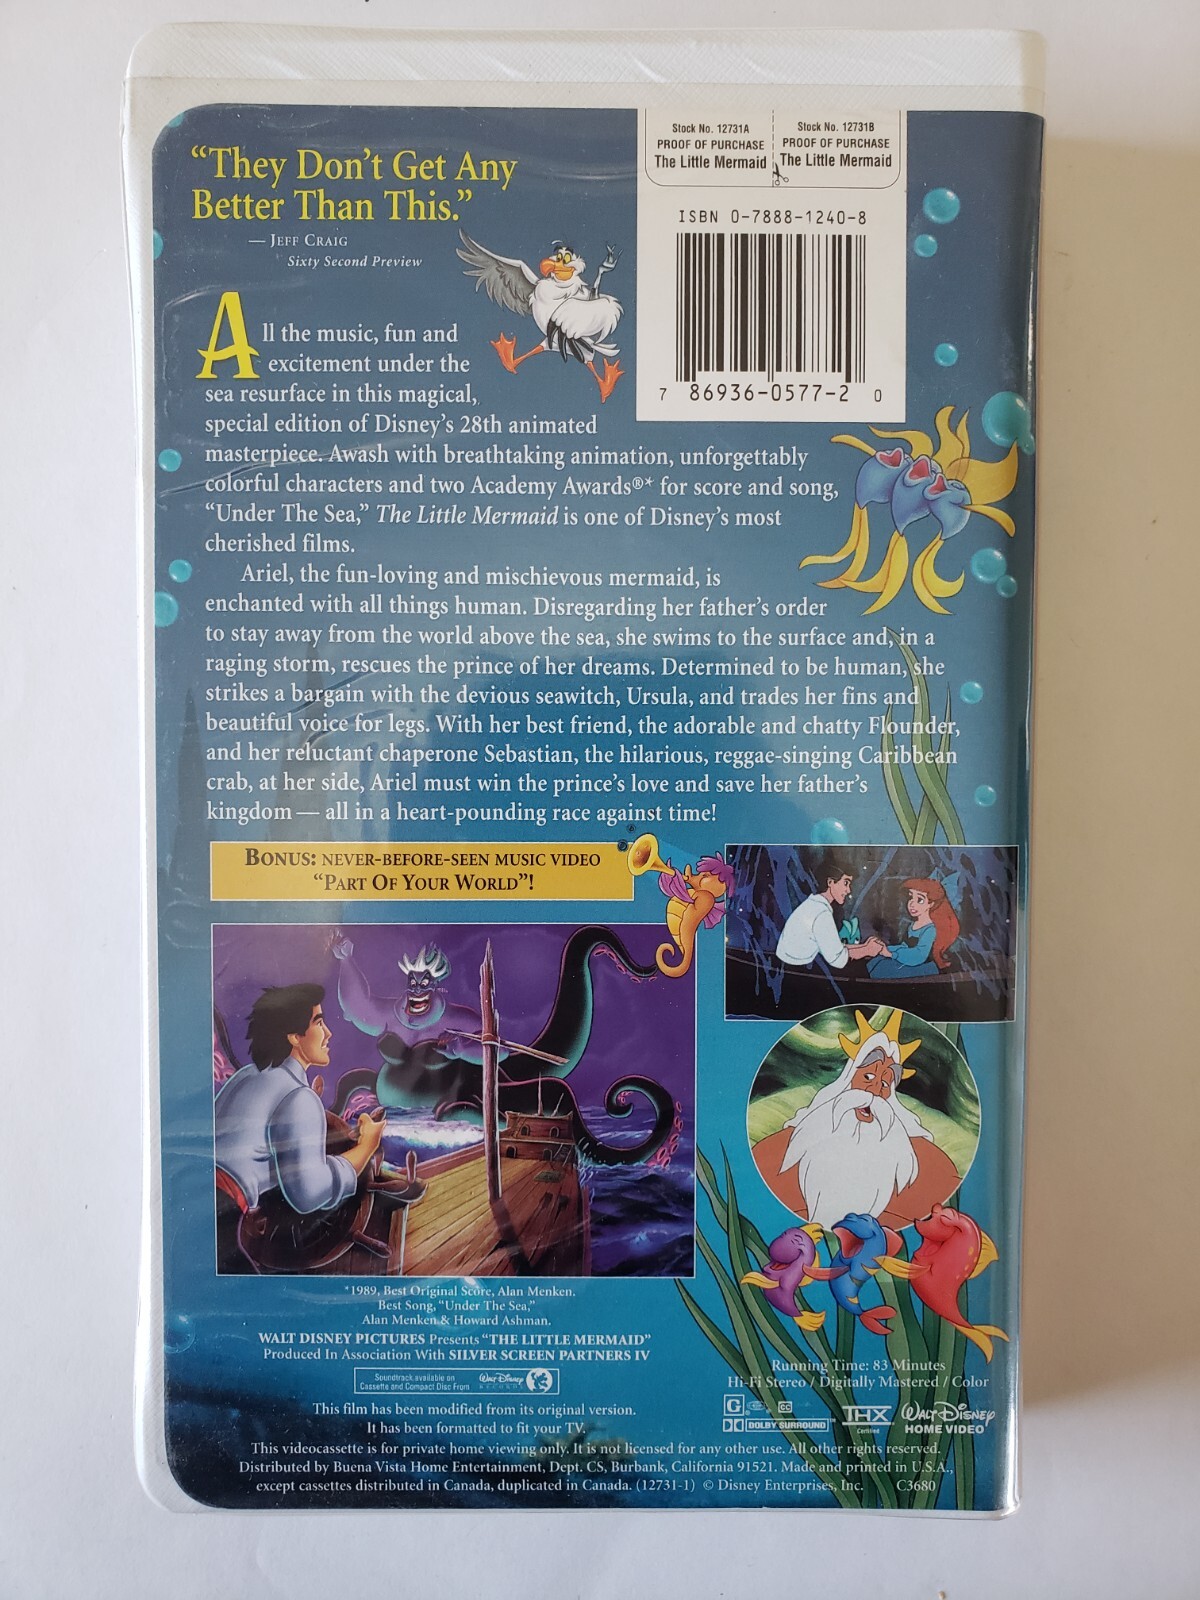 Stock No. 12731A
PROOF OF PURCHASE
The Little Mermaid
Stock No. 12731B
PROOF OF PURCHASE
The Little Mermaid
“They Don’t Get Any
Better Than This.”
— JEFF CRAIG
Sixty Second Preview
ISBN 0-7888-1240-8
7 86936-0577-2 0
All the music, fun and
excitement under the
sea resurface in this magical,
special edition of Disney’s 28th animated
masterpiece. Awash with breathtaking animation, unforgettably
colorful characters and two Academy Awards®* for score and song,
“Under The Sea,” The Little Mermaid is one of Disney’s most
cherished films.
Ariel, the fun-loving and mischievous mermaid, is
enchanted with all things human. Disregarding her father’s order
to stay away from the world above the sea, she swims to the surface and, in a
raging storm, rescues the prince of her dreams. Determined to be human, she
strikes a bargain with the devious seawitch, Ursula, and trades her fins and
beautiful voice for legs. With her best friend, the adorable and chatty Flounder,
and her reluctant chaperone Sebastian, the hilarious, reggae-singing Caribbean
crab, at her side, Ariel must win the prince’s love and save her father’s
kingdom — all in a heart-pounding race against time!
BONUS: NEVER-BEFORE-SEEN MUSIC VIDEO
“PART OF YOUR WORLD”!
*1989, Best Original Score, Alan Menken.
Best Song, “Under The Sea,”
Alan Menken & Howard Ashman.
WALT DISNEY PICTURES Presents “THE LITTLE MERMAID”
Produced In Association With SILVER SCREEN PARTNERS IV
Soundtrack available on
Cassette and Compact Disc From
Walt Disney
RECORDS
Running Time: 83 Minutes
Hi-Fi Stereo / Digitally Mastered / Color
G
CC
DOLBY SURROUND™
THX
Certified
WALT DISNEY
HOME VIDEO
This film has been modified from its original version.
It has been formatted to fit your TV.
This videocassette is for private home viewing only. It is not licensed for any other use. All other rights reserved.
Distributed by Buena Vista Home Entertainment, Dept. CS, Burbank, California 91521. Made and printed in U.S.A.,
except cassettes distributed in Canada, duplicated in Canada. (12731-1) © Disney Enterprises, Inc. C3680